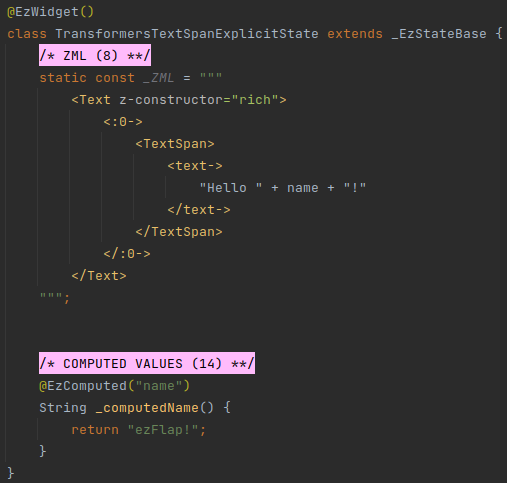 @EzWidget()
class TransformersTextSpanExplicitState extends _EzStateBase {
    /* ZML (8) **/
    static const _ZML = """
        <Text z-constructor="rich">
            <:0->
                <TextSpan>
                    <text->
                        "Hello " + name + "!"
                    </text->
                </TextSpan>
            </:0->
        </Text>
    """;

    /* COMPUTED VALUES (14) **/
    @EzComputed("name")
    String _computedName() {
        return "ezFlap!";
    }
}